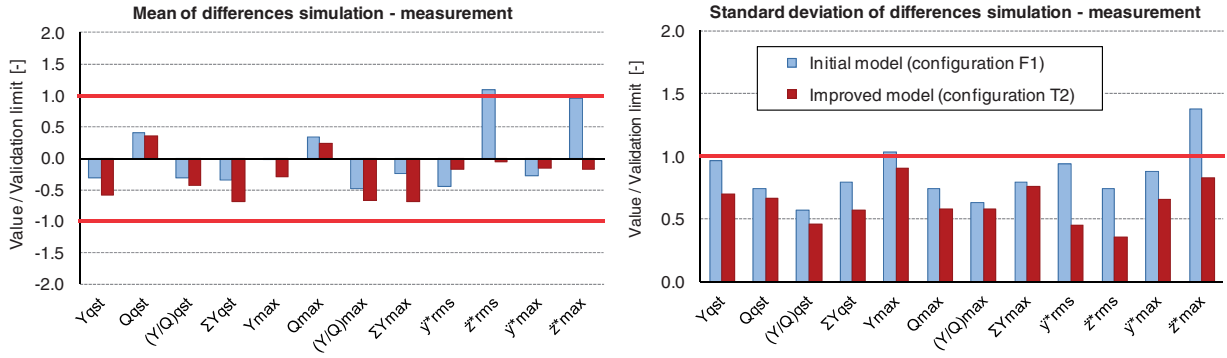 Mean of differences simulation - measurement
Value / Validation limit [-]
2.0
1.5
1.0
0.5
0.0
-0.5
-1.0
-1.5
-2.0
Yqst
Qqst
(Y/Q)qst
ΣYqst
Ymax
Qmax
(Y/Q)max
ΣYmax
ÿ*rms
z̈*rms
ÿ*max
z̈*max
Standard deviation of differences simulation - measurement
Value / Validation limit [-]
2.0
1.5
1.0
0.5
0.0
Initial model (configuration F1)
Improved model (configuration T2)
Yqst
Qqst
(Y/Q)qst
ΣYqst
Ymax
Qmax
(Y/Q)max
ΣYmax
ÿ*rms
z̈*rms
ÿ*max
z̈*max